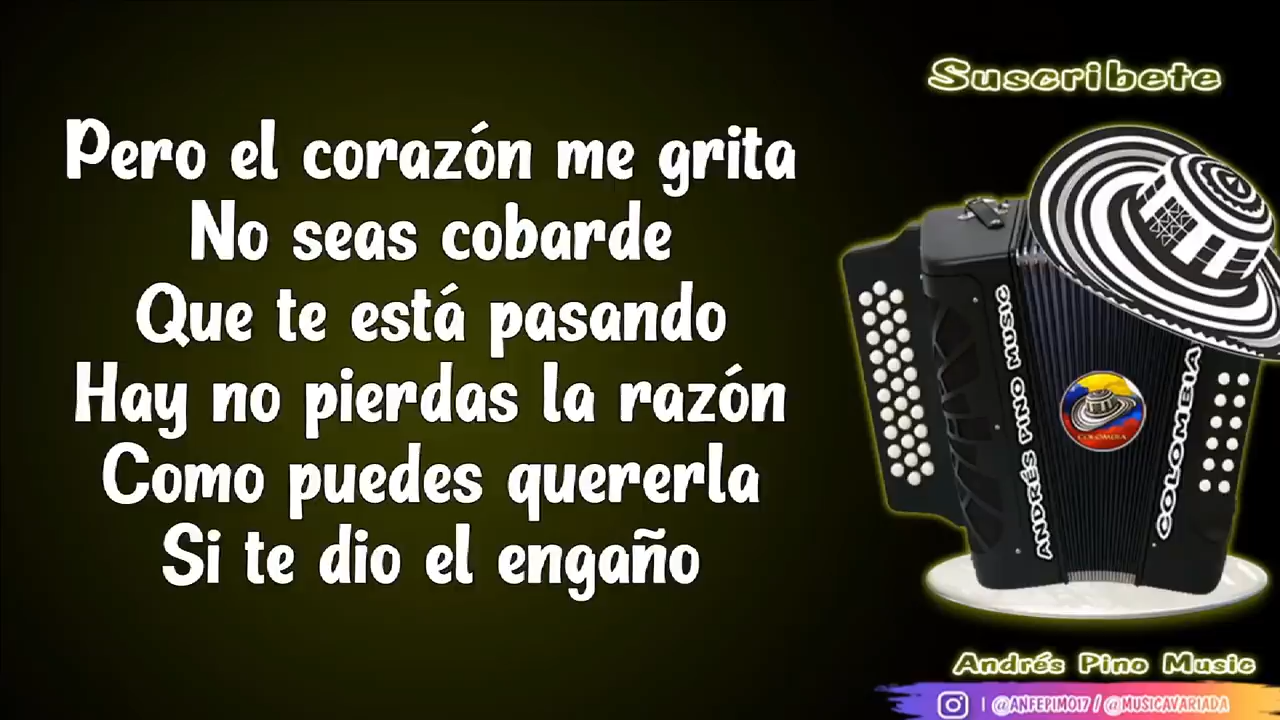 Pero el corazón me grita
No seas cobarde
Que te está pasando
Hay no pierdas la razón
Como puedes quererla
Si te dio el engaño
Suscribete
ANDRÉS PINO MUSIC
COLOMBIA
COLOMBIA
Andrés Pino Music
| @ANFEPIMO17 / @MUSICAVARIADA